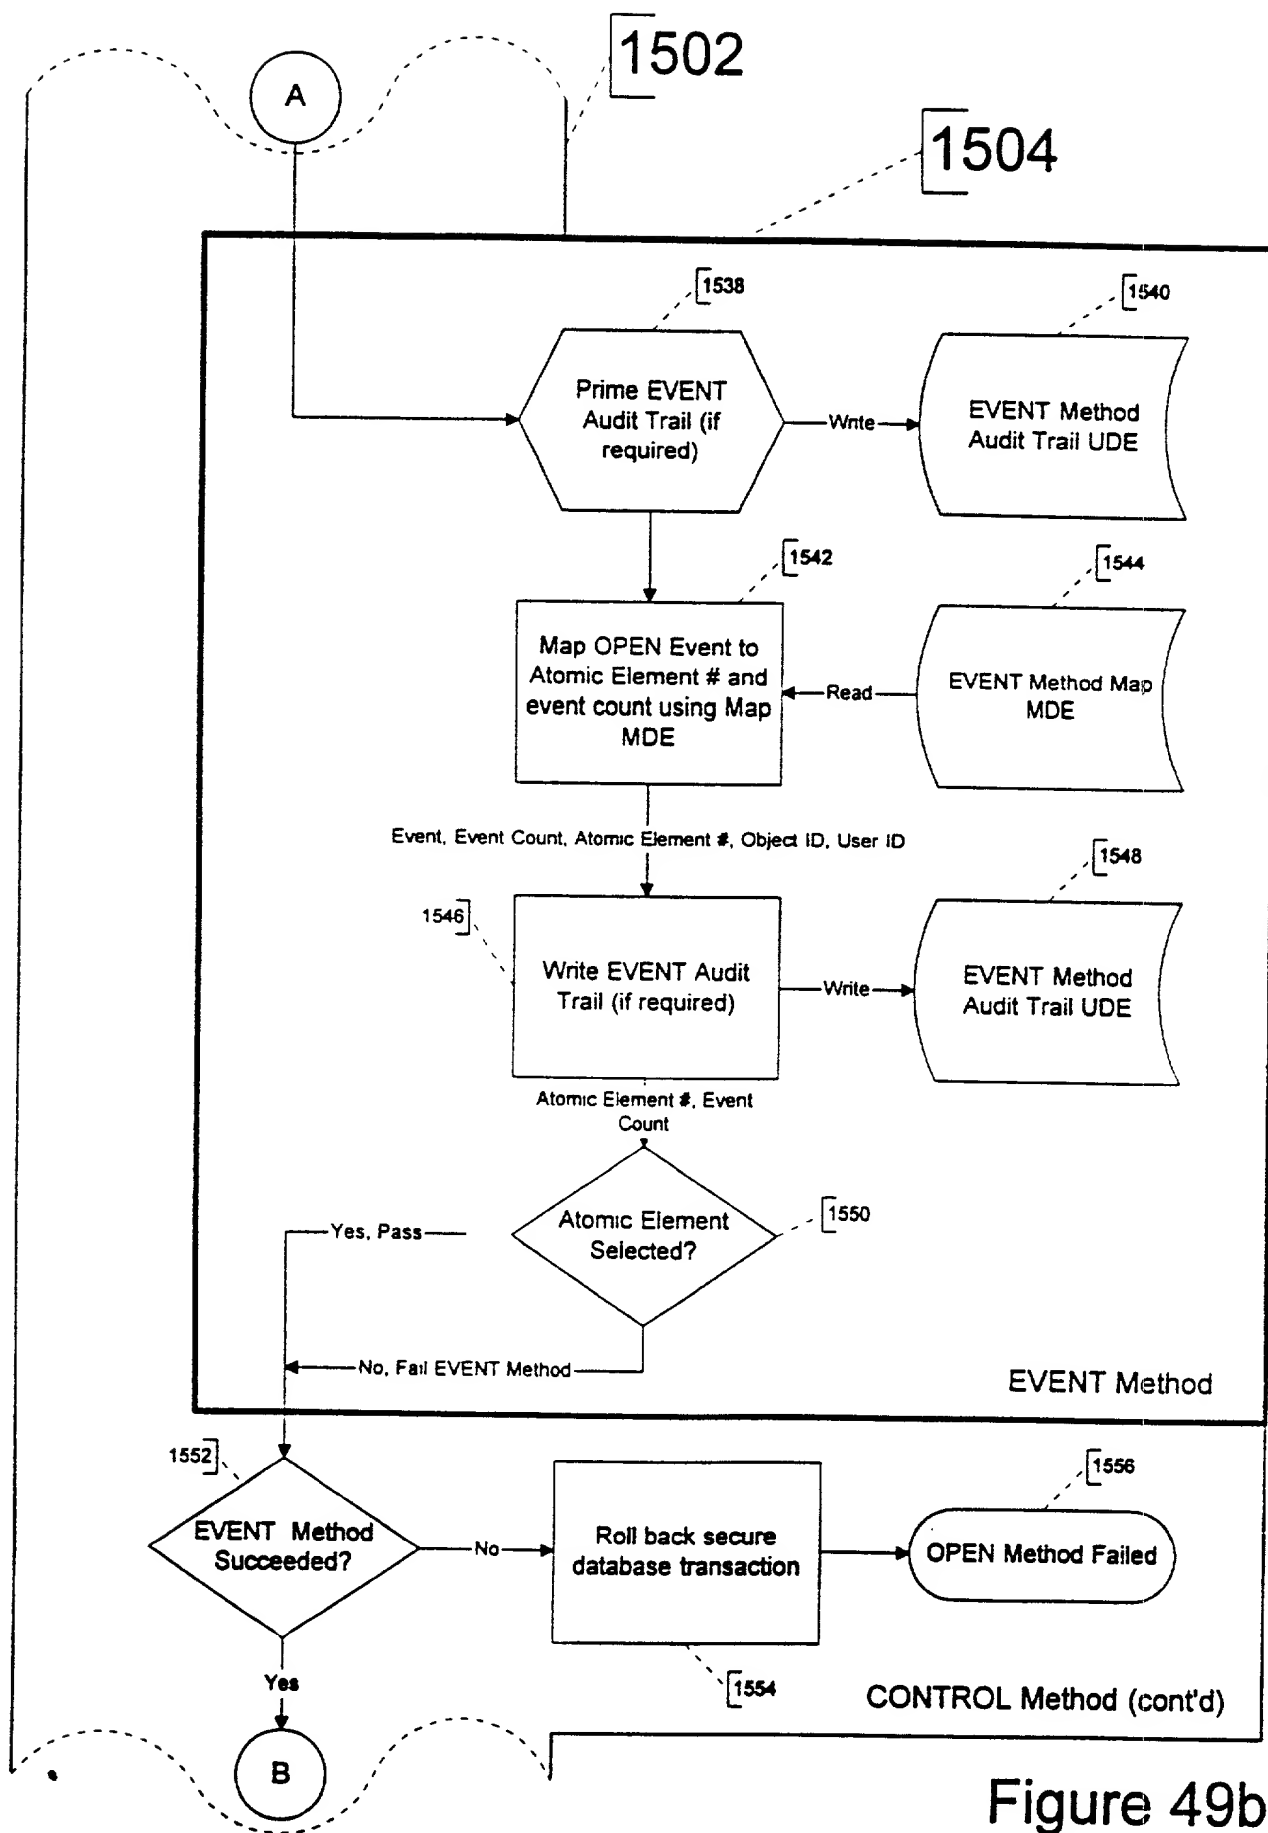 1502
A
1504
1538
1540
Prime EVENT
Audit Trail (if
required)
Write
EVENT Method
Audit Trail UDE
1542
1544
Map OPEN Event to
Atomic Element # and
event count using Map
MDE
Read
EVENT Method Map
MDE
Event, Event Count, Atomic Element #, Object ID, User ID
1548
1546
Write EVENT Audit
Trail (if required)
Write
EVENT Method
Audit Trail UDE
Atomic Element #, Event
Count
1550
Atomic Element
Selected?
Yes, Pass
No, Fail EVENT Method
EVENT Method
1552
1556
EVENT Method
Succeeded?
No
Roll back secure
database transaction
OPEN Method Failed
Yes
1554
CONTROL Method (cont'd)
B
Figure 49b